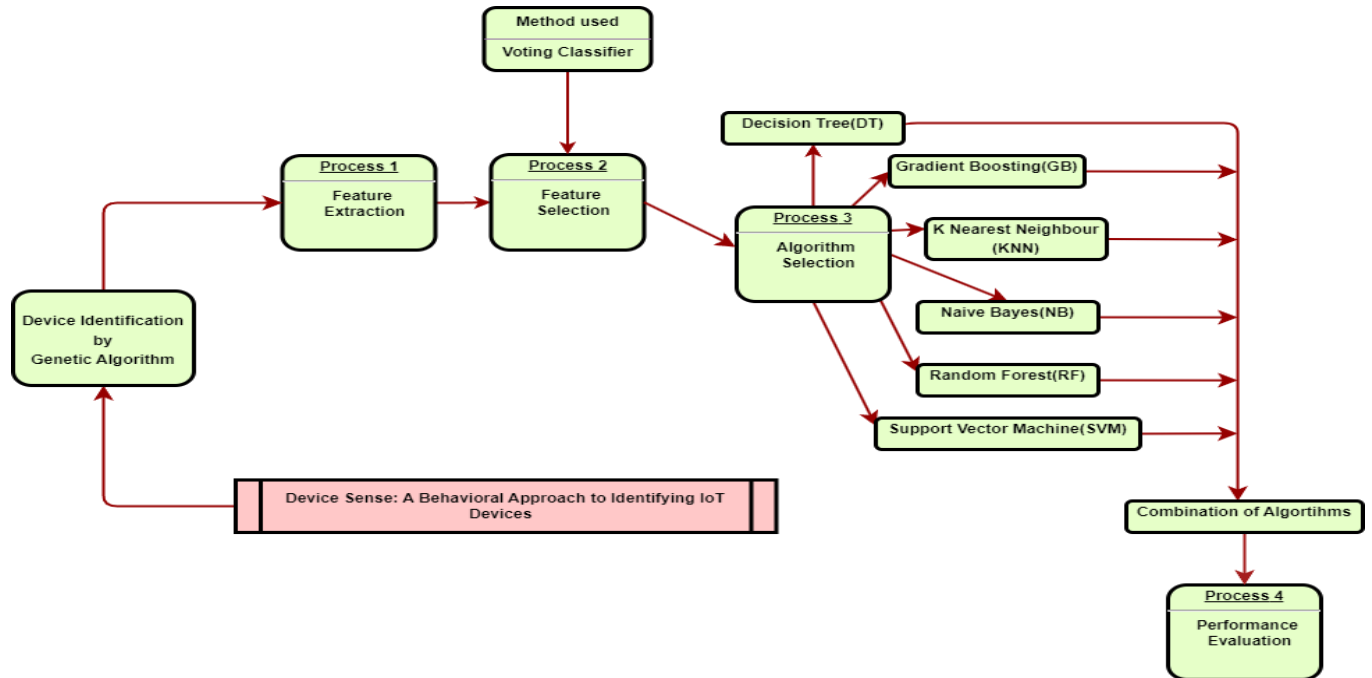 Method used
Voting Classifier
Decision Tree(DT)
Process 1
Feature
Extraction
Process 2
Feature
Selection
Gradient Boosting(GB)
Process 3
Algorithm
Selection
K Nearest Neighbour
(KNN)
Naive Bayes(NB)
Device Identification
by
Genetic Algorithm
Random Forest(RF)
Support Vector Machine(SVM)
Device Sense: A Behavioral Approach to Identifying IoT
Devices
Combination of Algortihms
Process 4
Performance
Evaluation